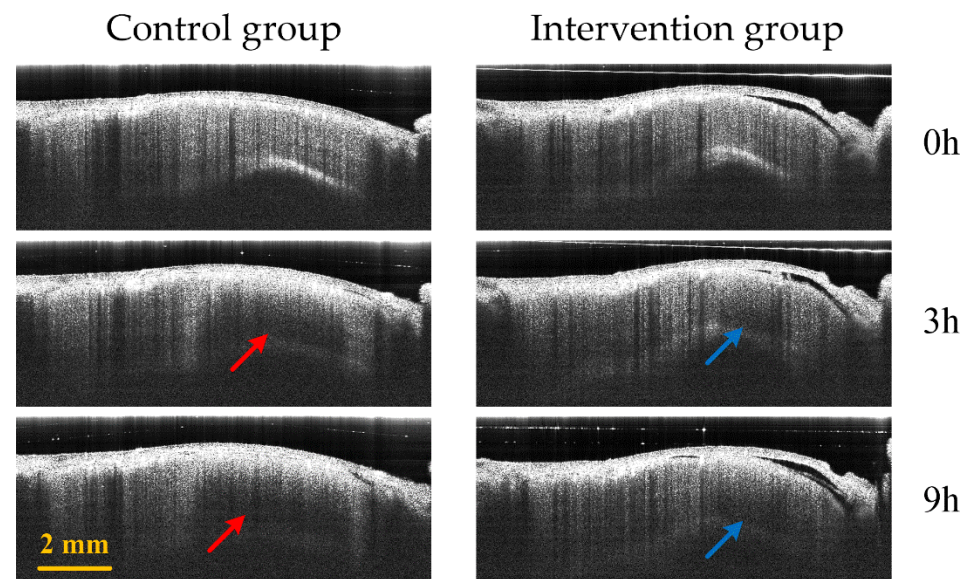 Control group
Intervention group
0h
3h
9h
2 mm